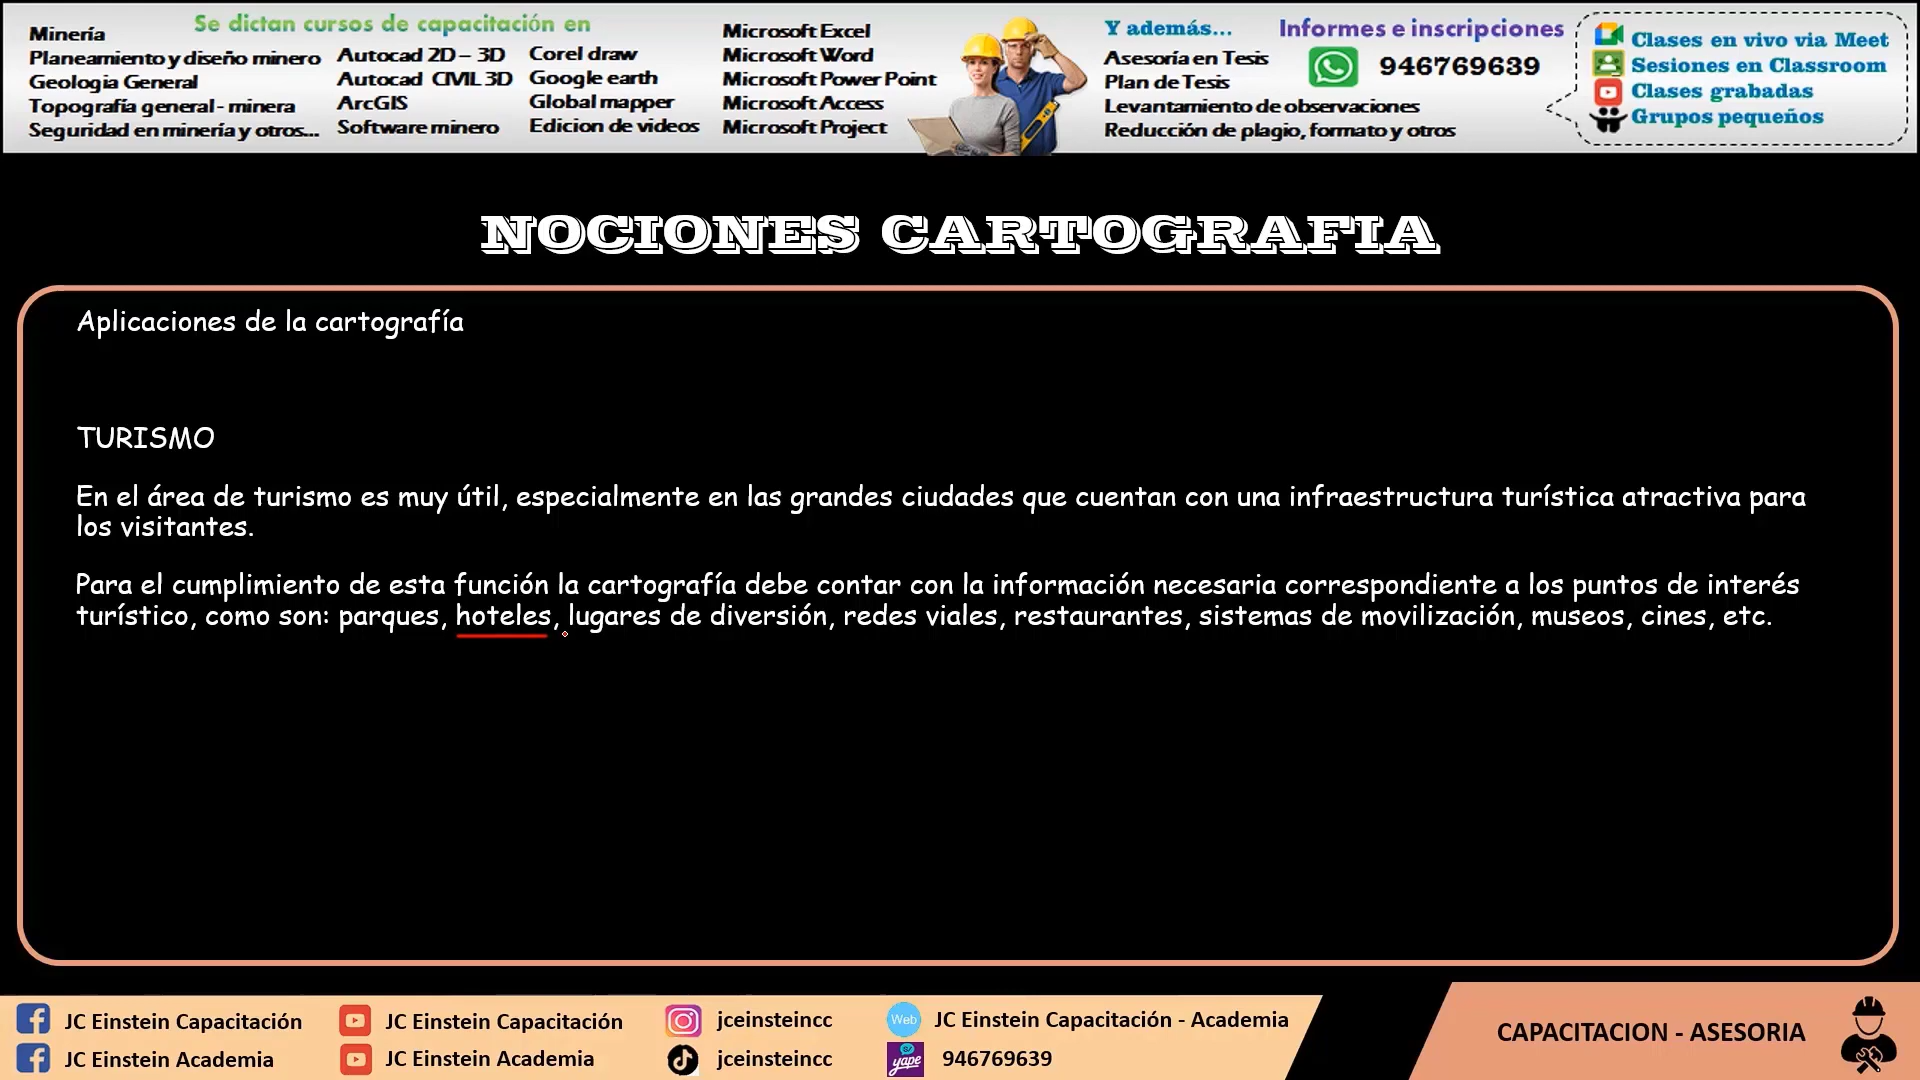 Se dictan cursos de capacitación en
Minería
Planeamiento y diseño minero
Geologia General
Topografía general - minera
Seguridad en minería y otros...
Autocad 2D – 3D
Autocad CIVIL 3D
ArcGIS
Software minero
Corel draw
Google earth
Global mapper
Edicion de videos
Microsoft Excel
Microsoft Word
Microsoft Power Point
Microsoft Access
Microsoft Project
Y además...
Asesoría en Tesis
Plan de Tesis
Levantamiento de observaciones
Reducción de plagio, formato y otros
Informes e inscripciones
946769639
Clases en vivo via Meet
Sesiones en Classroom
Clases grabadas
Grupos pequeños
NOCIONES CARTOGRAFIA
Aplicaciones de la cartografía
TURISMO
En el área de turismo es muy útil, especialmente en las grandes ciudades que cuentan con una infraestructura turística atractiva para
los visitantes.
Para el cumplimiento de esta función la cartografía debe contar con la información necesaria correspondiente a los puntos de interés
turístico, como son: parques, hoteles, lugares de diversión, redes viales, restaurantes, sistemas de movilización, museos, cines, etc.
JC Einstein Capacitación
JC Einstein Academia
JC Einstein Capacitación
JC Einstein Academia
jceinsteincc
jceinsteincc
Web
JC Einstein Capacitación - Academia
yape
946769639
CAPACITACION - ASESORIA